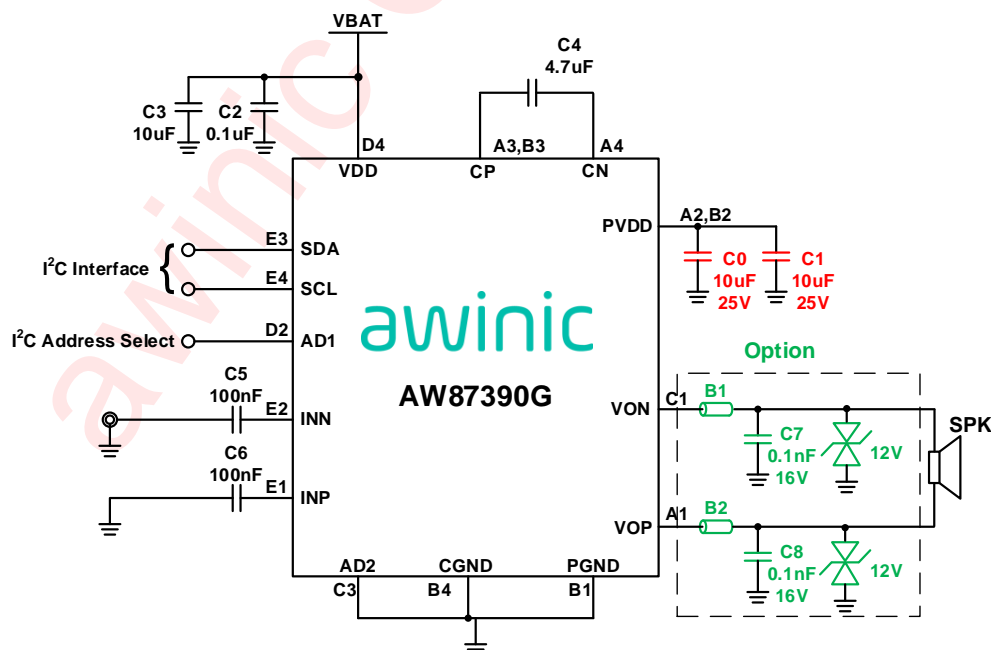 VBAT
C4
4.7uF
C3
10uF
C2
0.1uF
D4
A3,B3
A4
VDD
CP
CN
PVDD
A2,B2
C0
10uF
25V
C1
10uF
25V
I²C Interface
E3
SDA
E4
SCL
I²C Address Select
D2
AD1
awinic
AW87390G
C5
100nF
E2
INN
C6
100nF
E1
INP
Option
VON
C1
B1
C7
0.1nF
16V
12V
SPK
VOP
A1
B2
C8
0.1nF
16V
12V
AD2
CGND
PGND
C3
B4
B1
awinic